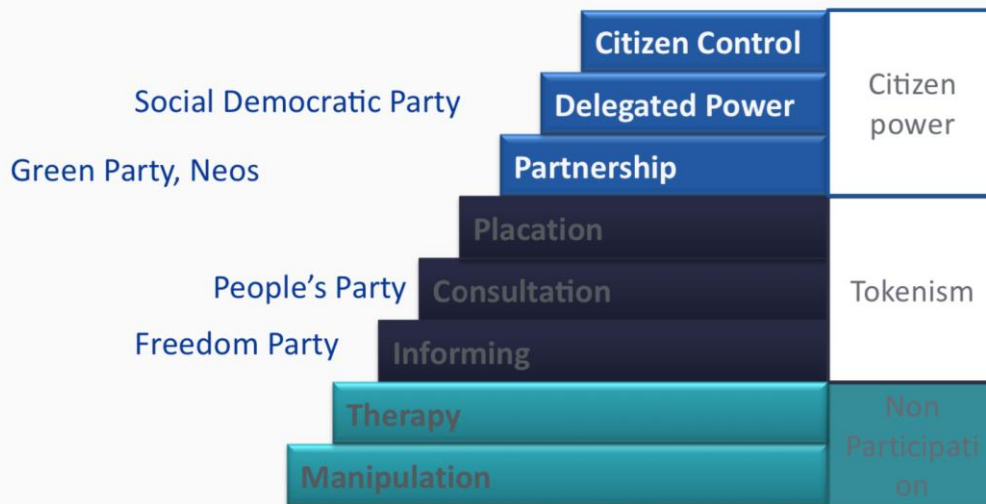 Citizen Control
Social Democratic Party
Delegated Power
Citizen
power
Green Party, Neos
Partnership
Placation
People's Party
Consultation
Tokenism
Freedom Party
Informing
Therapy
Manipulation
Non
Participati
on